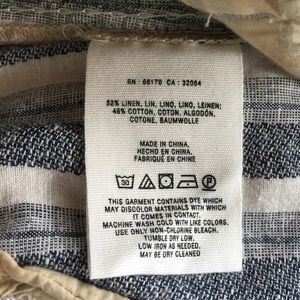 RN : 66170 CA : 32054
52% LINEN, LIN, LINO, LINO, LEINEN;
48% COTTON, COTON, ALGODÓN,
COTONE, BAUMWOLLE
MADE IN CHINA.
HECHO EN CHINA.
FABRIQUÉ EN CHINE
30
P
THIS GARMENT CONTAINS DYE WHICH
MAY DISCOLOR MATERIALS WITH WHICH
IT COMES IN CONTACT.
MACHINE WASH COLD WITH LIKE COLORS.
USE ONLY NON-CHLORINE BLEACH.
TUMBLE DRY LOW.
LOW IRON AS NEEDED,
MAY BE DRY CLEANED